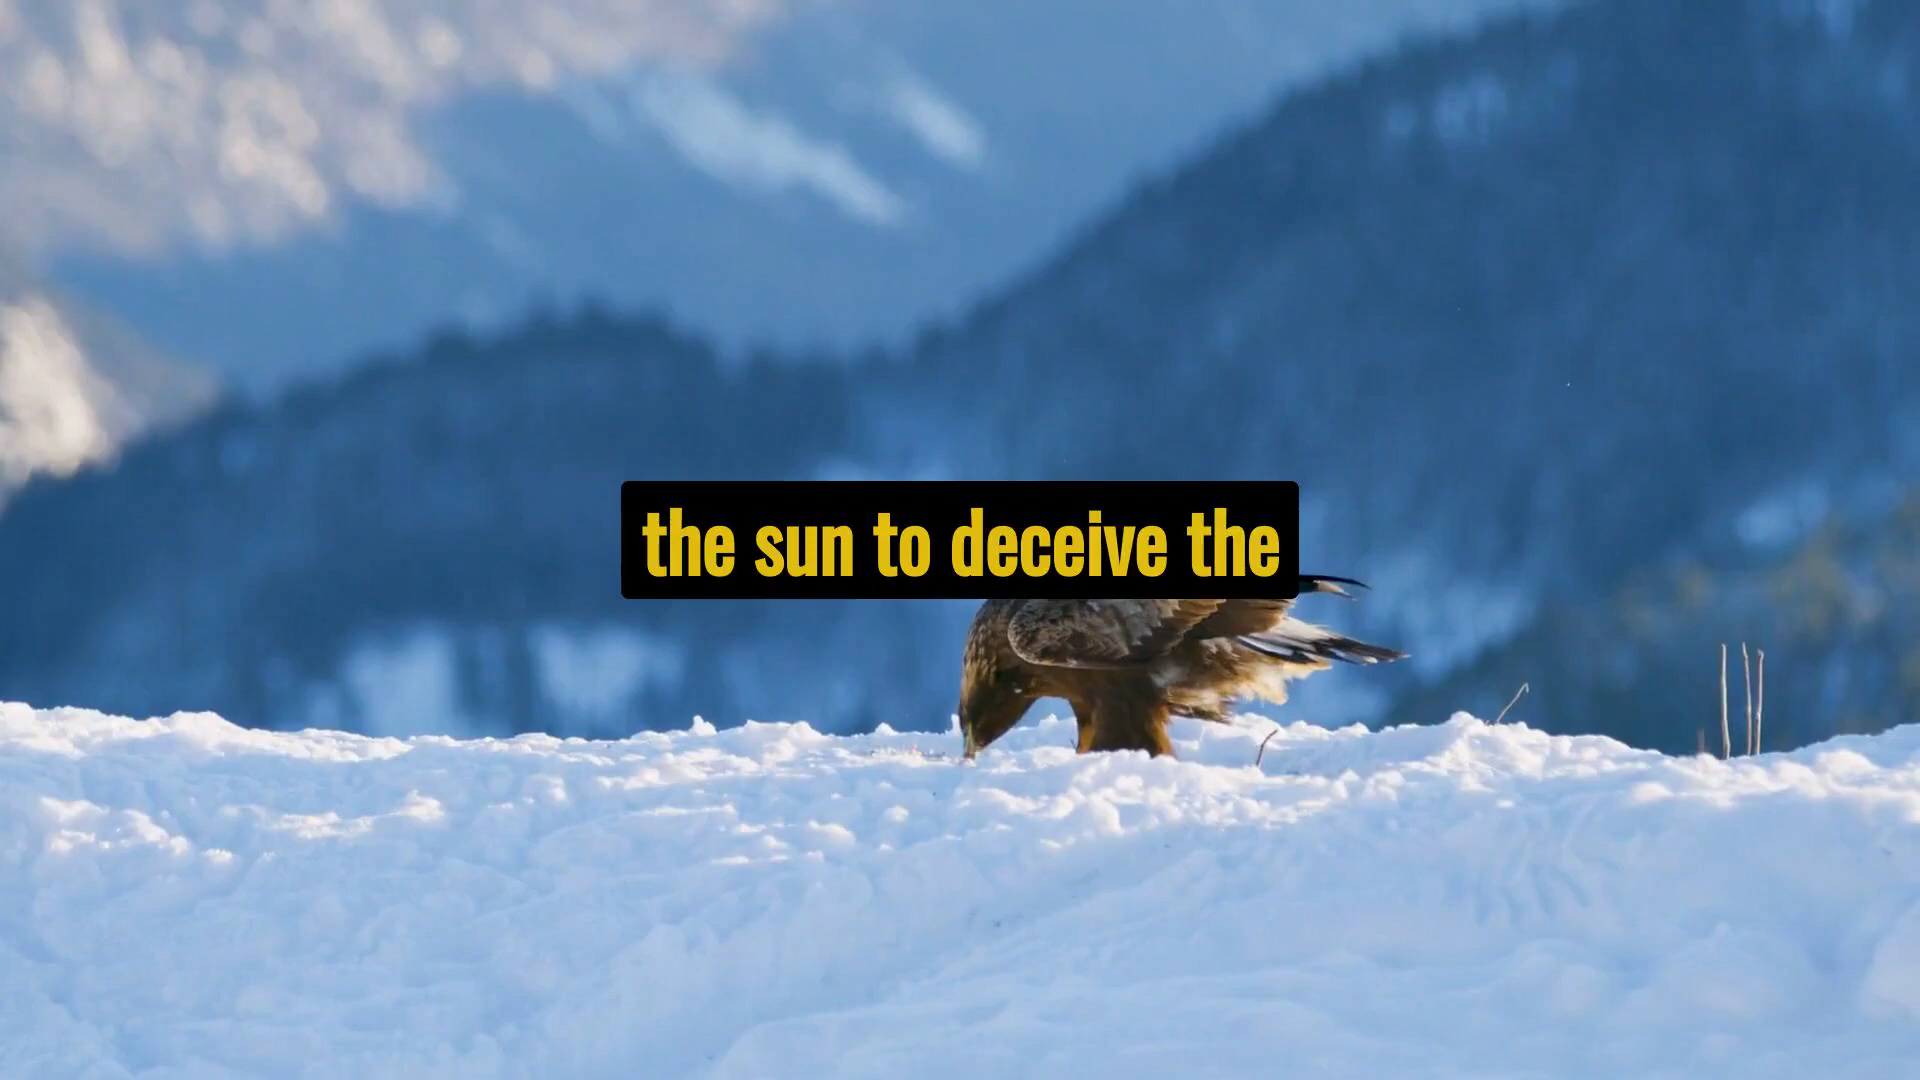 the sun to deceive the